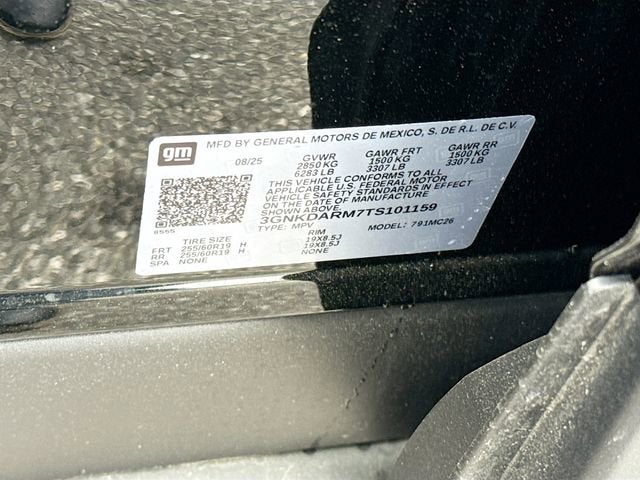 gm MFD BY GENERAL MOTORS DE MEXICO, S. DE R.L. DE C.V.
08/25 GVWR GAWR FRT GAWR RR
2850 KG 1500 KG 1500 KG
6283 LB 3307 LB 3307 LB
THIS VEHICLE CONFORMS TO ALL
APPLICABLE U.S. FEDERAL MOTOR
VEHICLE SAFETY STANDARDS IN EFFECT
ON THE DATE OF MANUFACTURE
SHOWN ABOVE.
3GNKDARM7TS101159
TYPE: MPV MODEL: 791MC26
6555
TIRE SIZE RIM
FRT 255/60R19 H 19X8.5J
RR 255/60R19 H 19X8.5J
SPA NONE NONE